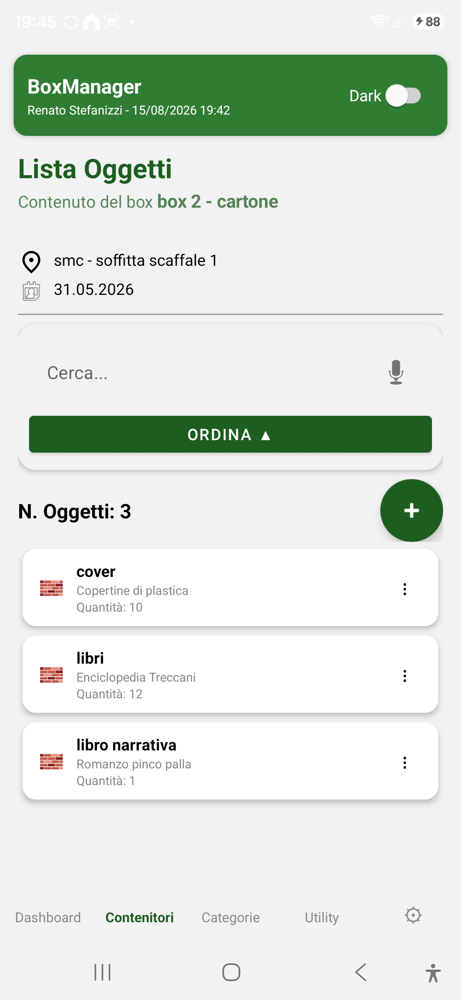 19:45
6
88
BoxManager
Renato Stefanizzi - 15/08/2026 19:42
Dark
Lista Oggetti
Contenuto del box box 2 - cartone
smc - soffitta scaffale 1
31.05.2026
Cerca...
ORDINA ▲
N. Oggetti: 3
+
cover
Copertine di plastica
Quantità: 10
libri
Enciclopedia Treccani
Quantità: 12
libro narrativa
Romanzo pinco palla
Quantità: 1
Dashboard Contenitori Categorie Utility